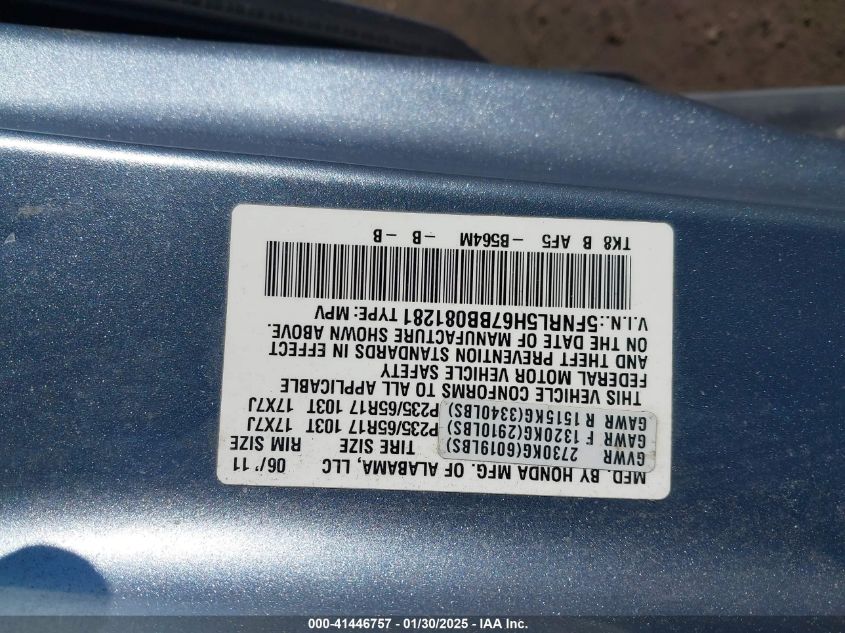 MFD. BY HONDA MFG. OF ALABAMA, LLC 06/'11
GVWR 2730KG(6019LBS) TIRE SIZE RIM SIZE
GAWR F 1320KG(2910LBS) P235/65R17 103T 17X7J
GAWR R 1515KG(3340LBS) P235/65R17 103T 17X7J
THIS VEHICLE CONFORMS TO ALL APPLICABLE
FEDERAL MOTOR VEHICLE SAFETY
AND THEFT PREVENTION STANDARDS IN EFFECT
ON THE DATE OF MANUFACTURE SHOWN ABOVE.
V.I.N.: 5FNRL5H67BB081281 TYPE: MPV
TK8 B AF5 -B564M - B - B
000-41446757 - 01/30/2025 - IAA Inc.